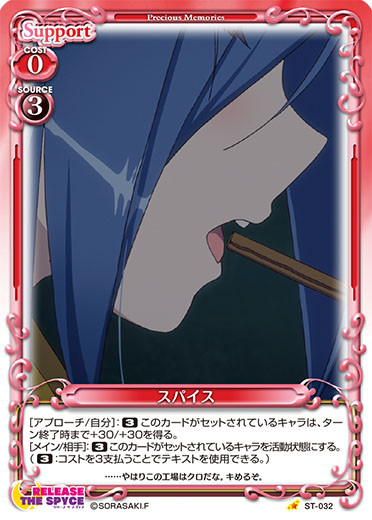 Precious Memories
Support
COST
0
SOURCE
3
スパイス
[アプローチ/自分]:3このカードがセットされているキャラは、ター
ン終了時まで+30/+30を得る。
[メイン/相手]:3このカードがセットされているキャラを活動状態にする。
(3:コストを3支払うことでテキストを使用できる。)
……やはりこの工場はクロだな。キめるぞ。
RELEASE
THE SPYCE
©SORASAKI.F
ST-032